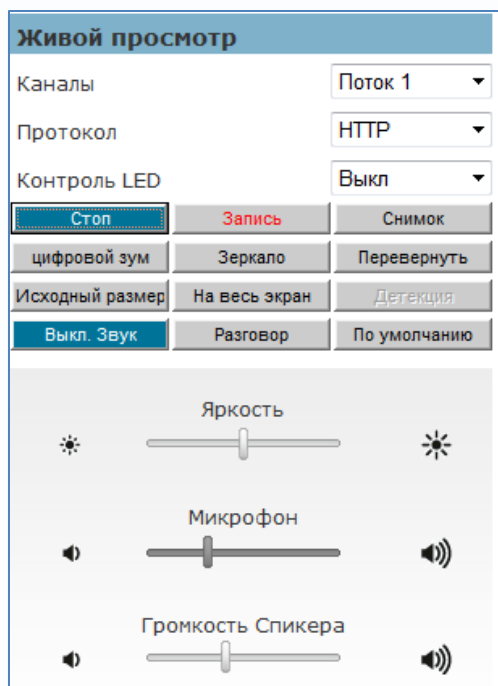 Живой просмотр
Каналы Поток 1
Протокол HTTP
Контроль LED Выкл
Стоп Запись Снимок
цифровой зум Зеркало Перевернуть
Исходный размер На весь экран Детекция
Выкл. Звук Разговор По умолчанию
Яркость
Микрофон
Громкость Спикера